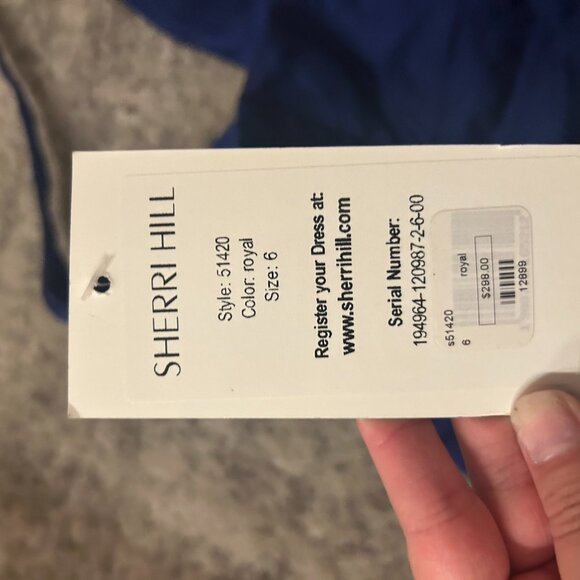 SHERRI HILL
Style: 51420
Color: royal
Size: 6
Register your Dress at:
www.sherrihill.com
Serial Number:
194964-120987-2-6-00
s51420
6 royal
$298.00
12899